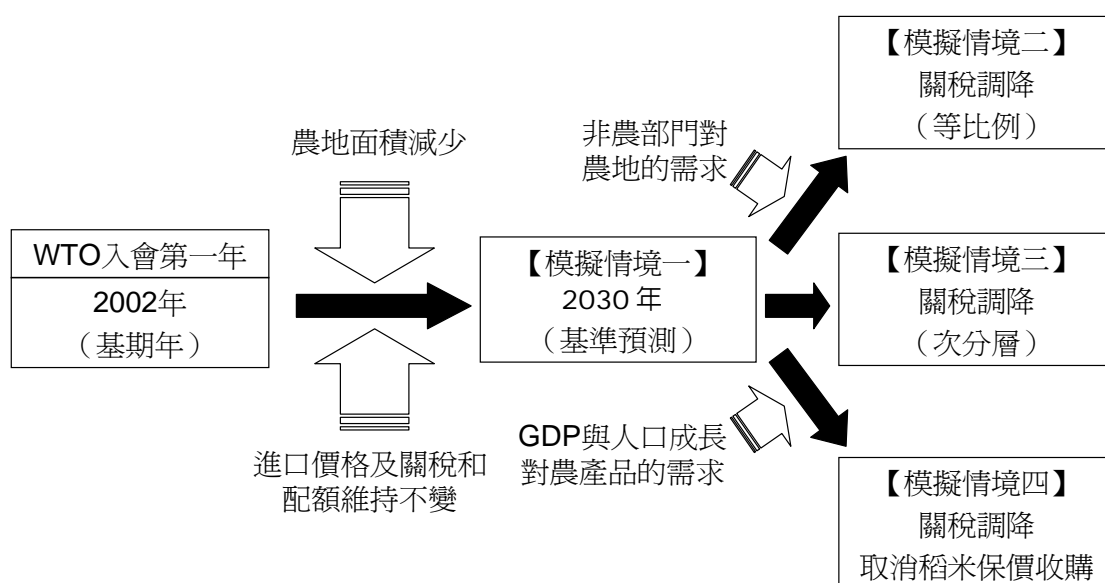 農地面積減少
WTO入會第一年
2002年
（基期年）
進口價格及關稅和
配額維持不變
【模擬情境一】
2030 年
（基準預測）
非農部門對
農地的需求
GDP與人口成長
對農產品的需求
【模擬情境二】
關稅調降
（等比例）
【模擬情境三】
關稅調降
（次分層）
【模擬情境四】
關稅調降
取消稻米保價收購